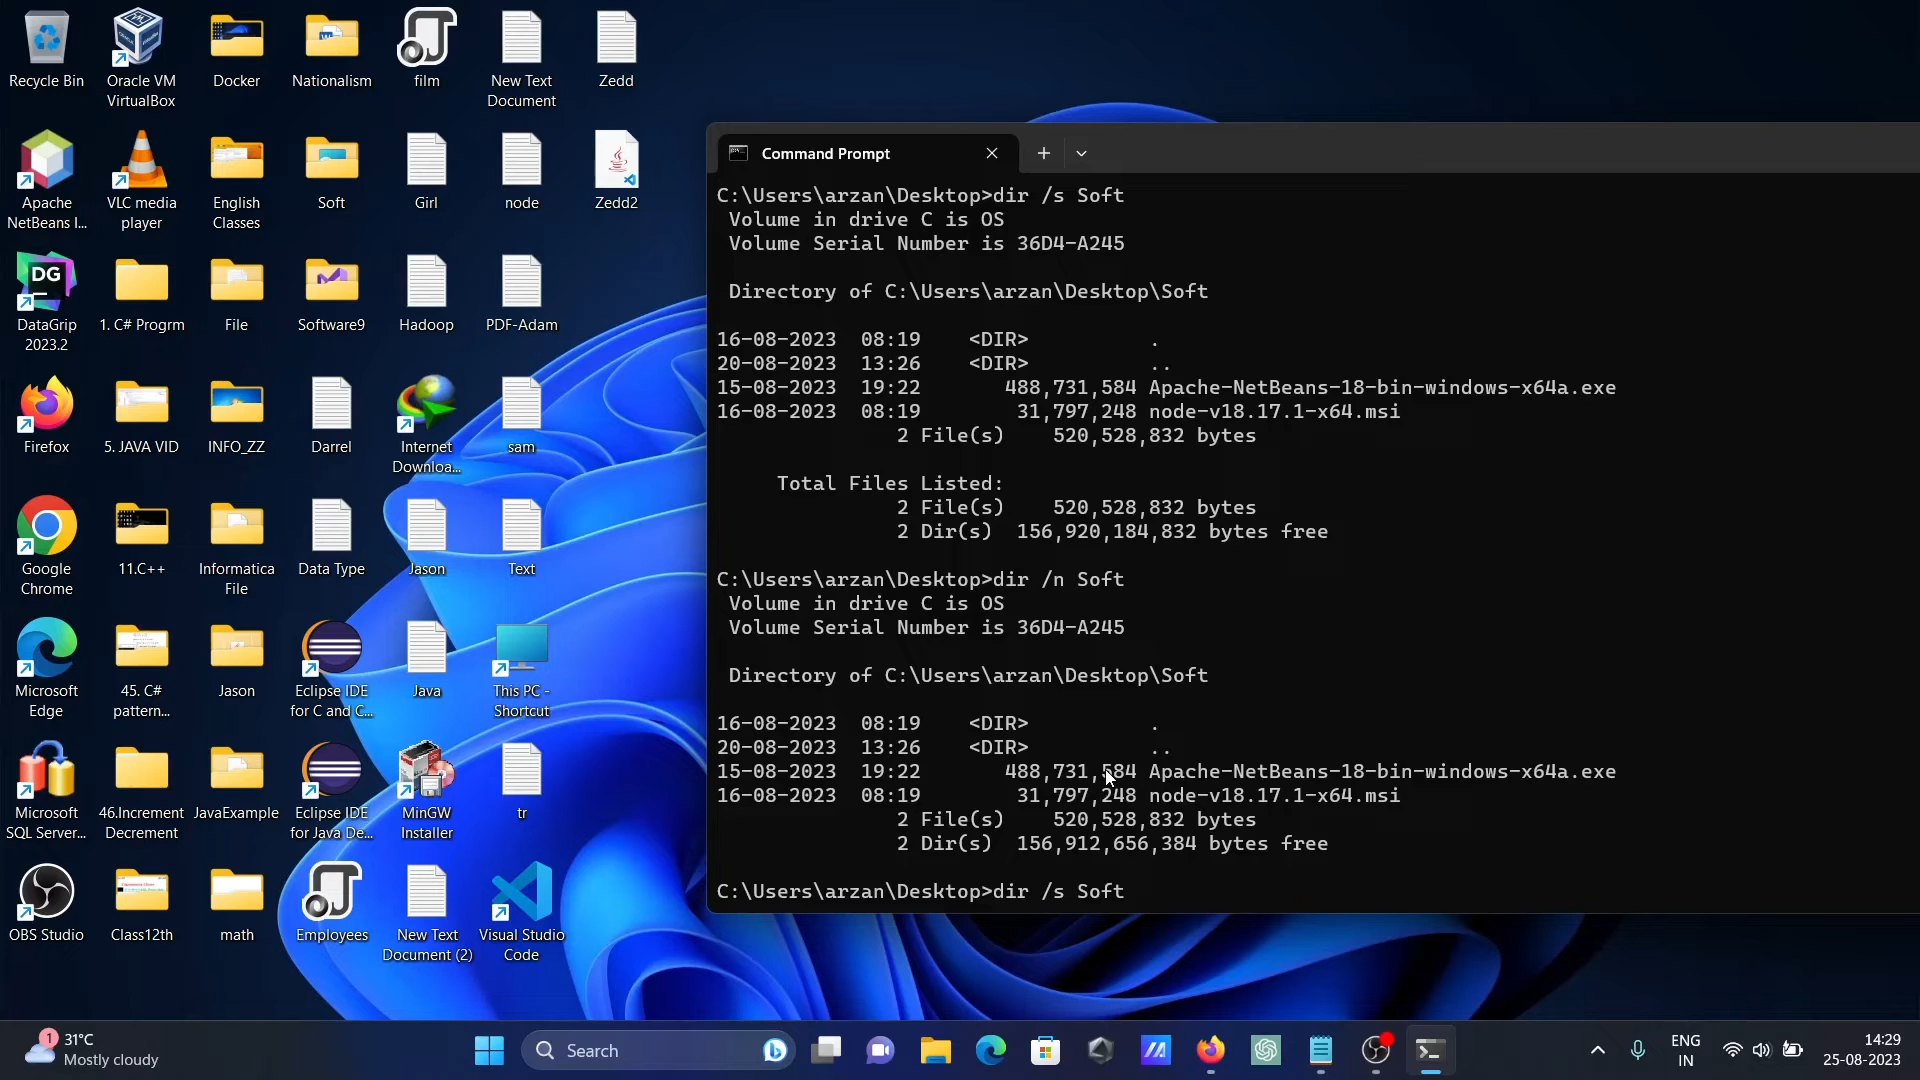 Recycle Bin
Oracle VM
VirtualBox
Docker
Nationalism
film
New Text
Document
Zedd
Apache
NetBeans I...
VLC media
player
English
Classes
Soft
Girl
node
Zedd2
DG
DataGrip
2023.2
1. C# Progrm
File
Software9
Hadoop
PDF-Adam
Firefox
5. JAVA VID
INFO_ZZ
Darrel
Internet
Downloa...
sam
Google
Chrome
11.C++
Informatica
File
Data Type
Jason
Text
Microsoft
Edge
45. C#
pattern...
Jason
Eclipse IDE
for C and C...
Java
This PC -
Shortcut
Microsoft
SQL Server...
46.Increment
Decrement
JavaExample
Eclipse IDE
for Java De...
MinGW
Installer
tr
OBS Studio
Class12th
math
Employees
New Text
Document (2)
Visual Studio
Code
Command Prompt
C:\Users\arzan\Desktop>dir /s Soft
Volume in drive C is OS
Volume Serial Number is 36D4-A245
Directory of C:\Users\arzan\Desktop\Soft
16-08-2023  08:19    <DIR>          .
20-08-2023  13:26    <DIR>          ..
15-08-2023  19:22       488,731,584 Apache-NetBeans-18-bin-windows-x64a.exe
16-08-2023  08:19        31,797,248 node-v18.17.1-x64.msi
2 File(s)    520,528,832 bytes
Total Files Listed:
2 File(s)    520,528,832 bytes
2 Dir(s)  156,920,184,832 bytes free
C:\Users\arzan\Desktop>dir /n Soft
Volume in drive C is OS
Volume Serial Number is 36D4-A245
Directory of C:\Users\arzan\Desktop\Soft
16-08-2023  08:19    <DIR>          .
20-08-2023  13:26    <DIR>          ..
15-08-2023  19:22       488,731,584 Apache-NetBeans-18-bin-windows-x64a.exe
16-08-2023  08:19        31,797,248 node-v18.17.1-x64.msi
2 File(s)    520,528,832 bytes
2 Dir(s)  156,912,656,384 bytes free
C:\Users\arzan\Desktop>dir /s Soft
1
31°C
Mostly cloudy
Search
ENG
IN
14:29
25-08-2023